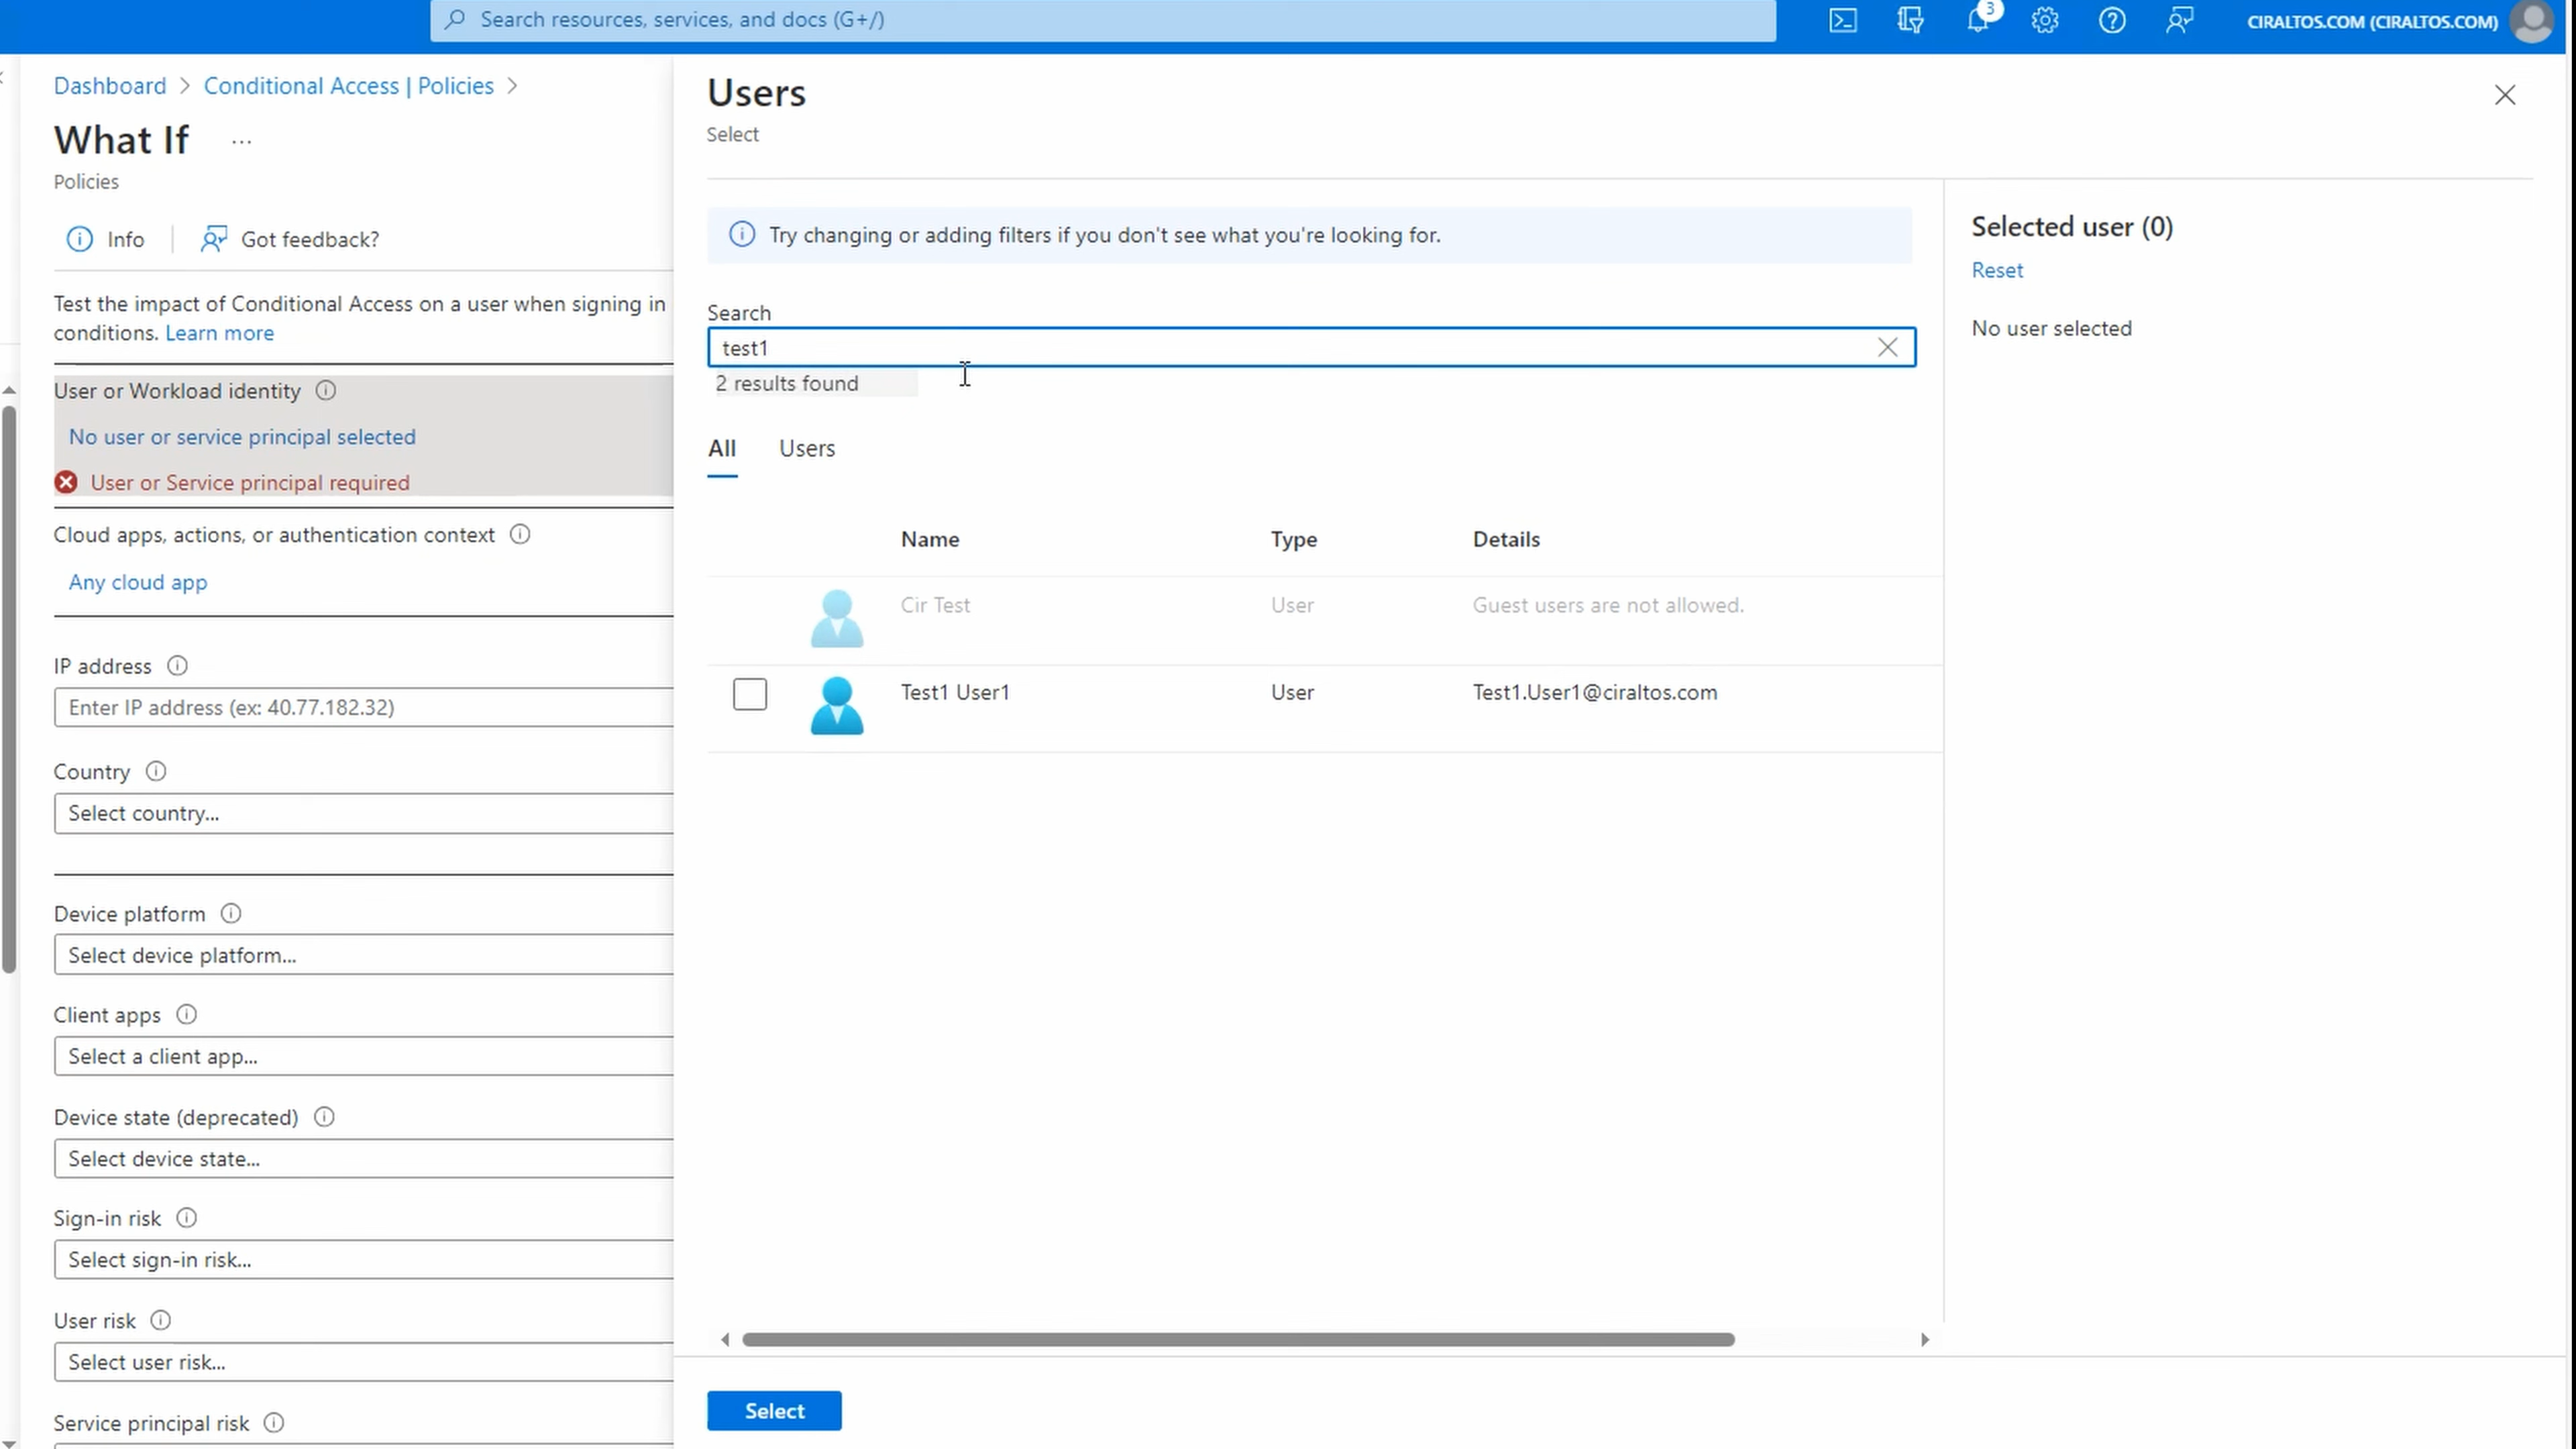 Search resources, services, and docs (G+/)
3
CIRALTOS.COM (CIRALTOS.COM)
Dashboard > Conditional Access | Policies >
What If ...
Policies
Info
Got feedback?
Test the impact of Conditional Access on a user when signing in
conditions. Learn more
User or Workload identity
No user or service principal selected
User or Service principal required
Cloud apps, actions, or authentication context
Any cloud app
IP address
Enter IP address (ex: 40.77.182.32)
Country
Select country...
Device platform
Select device platform...
Client apps
Select a client app...
Device state (deprecated)
Select device state...
Sign-in risk
Select sign-in risk...
User risk
Select user risk...
Service principal risk
Users
Select
Try changing or adding filters if you don't see what you're looking for.
Search
test1
2 results found
All Users
Name Type Details
Cir Test User Guest users are not allowed.
Test1 User1 User Test1.User1@ciraltos.com
Selected user (0)
Reset
No user selected
Select